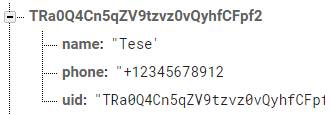 TRa0Q4Cn5qZV9tzvz0vQyhfCFpf2
name: "Tese'
phone: "+12345678912
uid: "TRa0Q4Cn5qZV9tzvz0vQyhfCFpf